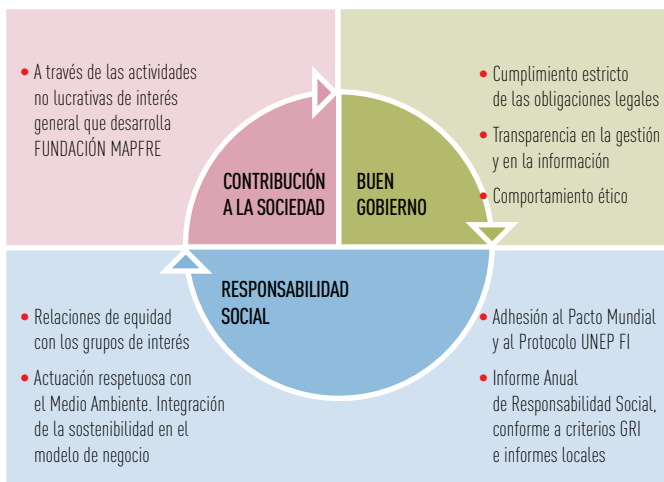 • A través de las actividades
no lucrativas de interés
general que desarrolla
FUNDACIÓN MAPFRE
• Cumplimiento estricto
de las obligaciones legales
• Transparencia en la gestión
y en la información
• Comportamiento ético
CONTRIBUCIÓN
A LA SOCIEDAD
BUEN
GOBIERNO
RESPONSABILIDAD
SOCIAL
• Relaciones de equidad
con los grupos de interés
• Actuación respetuosa con
el Medio Ambiente. Integración
de la sostenibilidad en el
modelo de negocio
• Adhesión al Pacto Mundial
y al Protocolo UNEP FI
• Informe Anual
de Responsabilidad Social,
conforme a criterios GRI
e informes locales